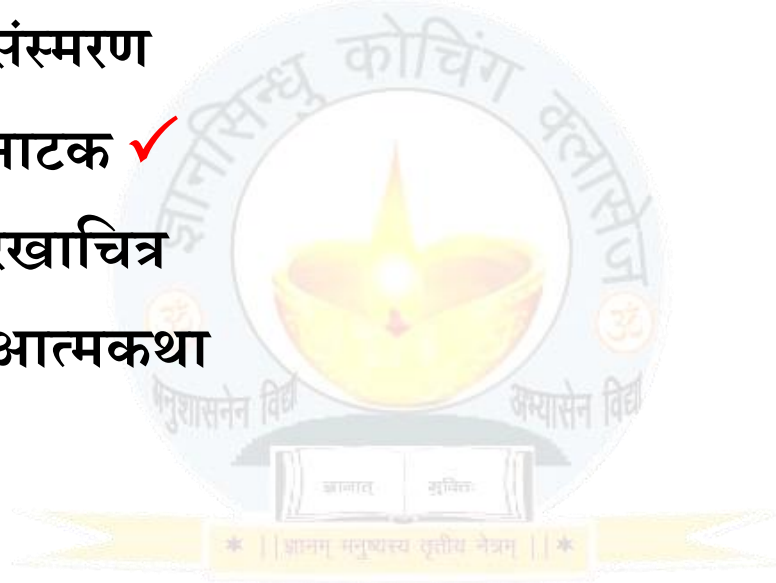 संस्मरण
नाटक ✓
रेखाचित्र
आत्मकथा
ज्ञानसिन्धु कोचिंग क्लासेज
अनुशासनेन विद्या
अभ्यासेन विद्या
ज्ञानात् मुक्तिः
* ||ज्ञानम् मनुष्यस्य तृतीय नेत्रम् ||*